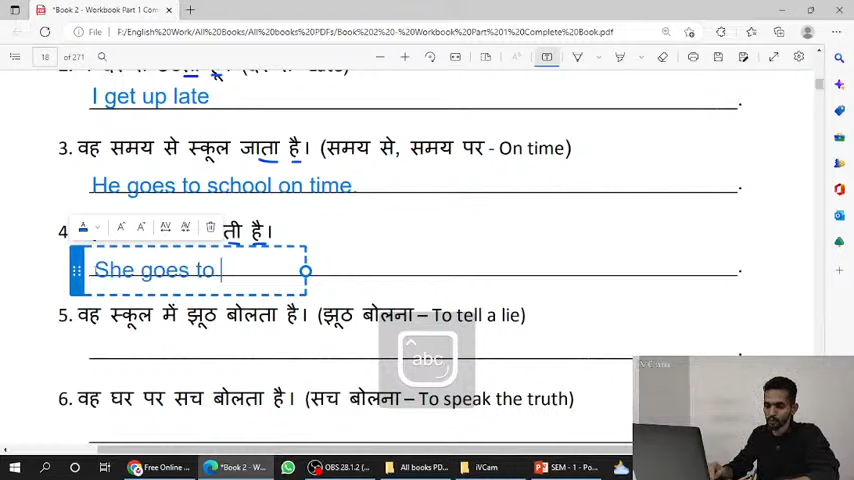 *Book 2 - Workbook Part 1 Com
File
F:/English%20Work/All%20Books/All%20books%20PDFs/Book%202%20-%20Workbook%20Part%201%20Complete%20Book.pdf
18 of 271
I get up late
3. वह समय से स्कूल जाता है। (समय से, समय पर - On time)
He goes to school on time.
4
ती है।
She goes to
5. वह स्कूल में झूठ बोलता है। (झूठ बोलना – To tell a lie)
abc
iVCam
6. वह घर पर सच बोलता है। (सच बोलना – To speak the truth)
Free Online ...
*Book 2 - W...
OBS 28.1.2 (...
All books PD...
iVCam
SEM - 1 - Po...